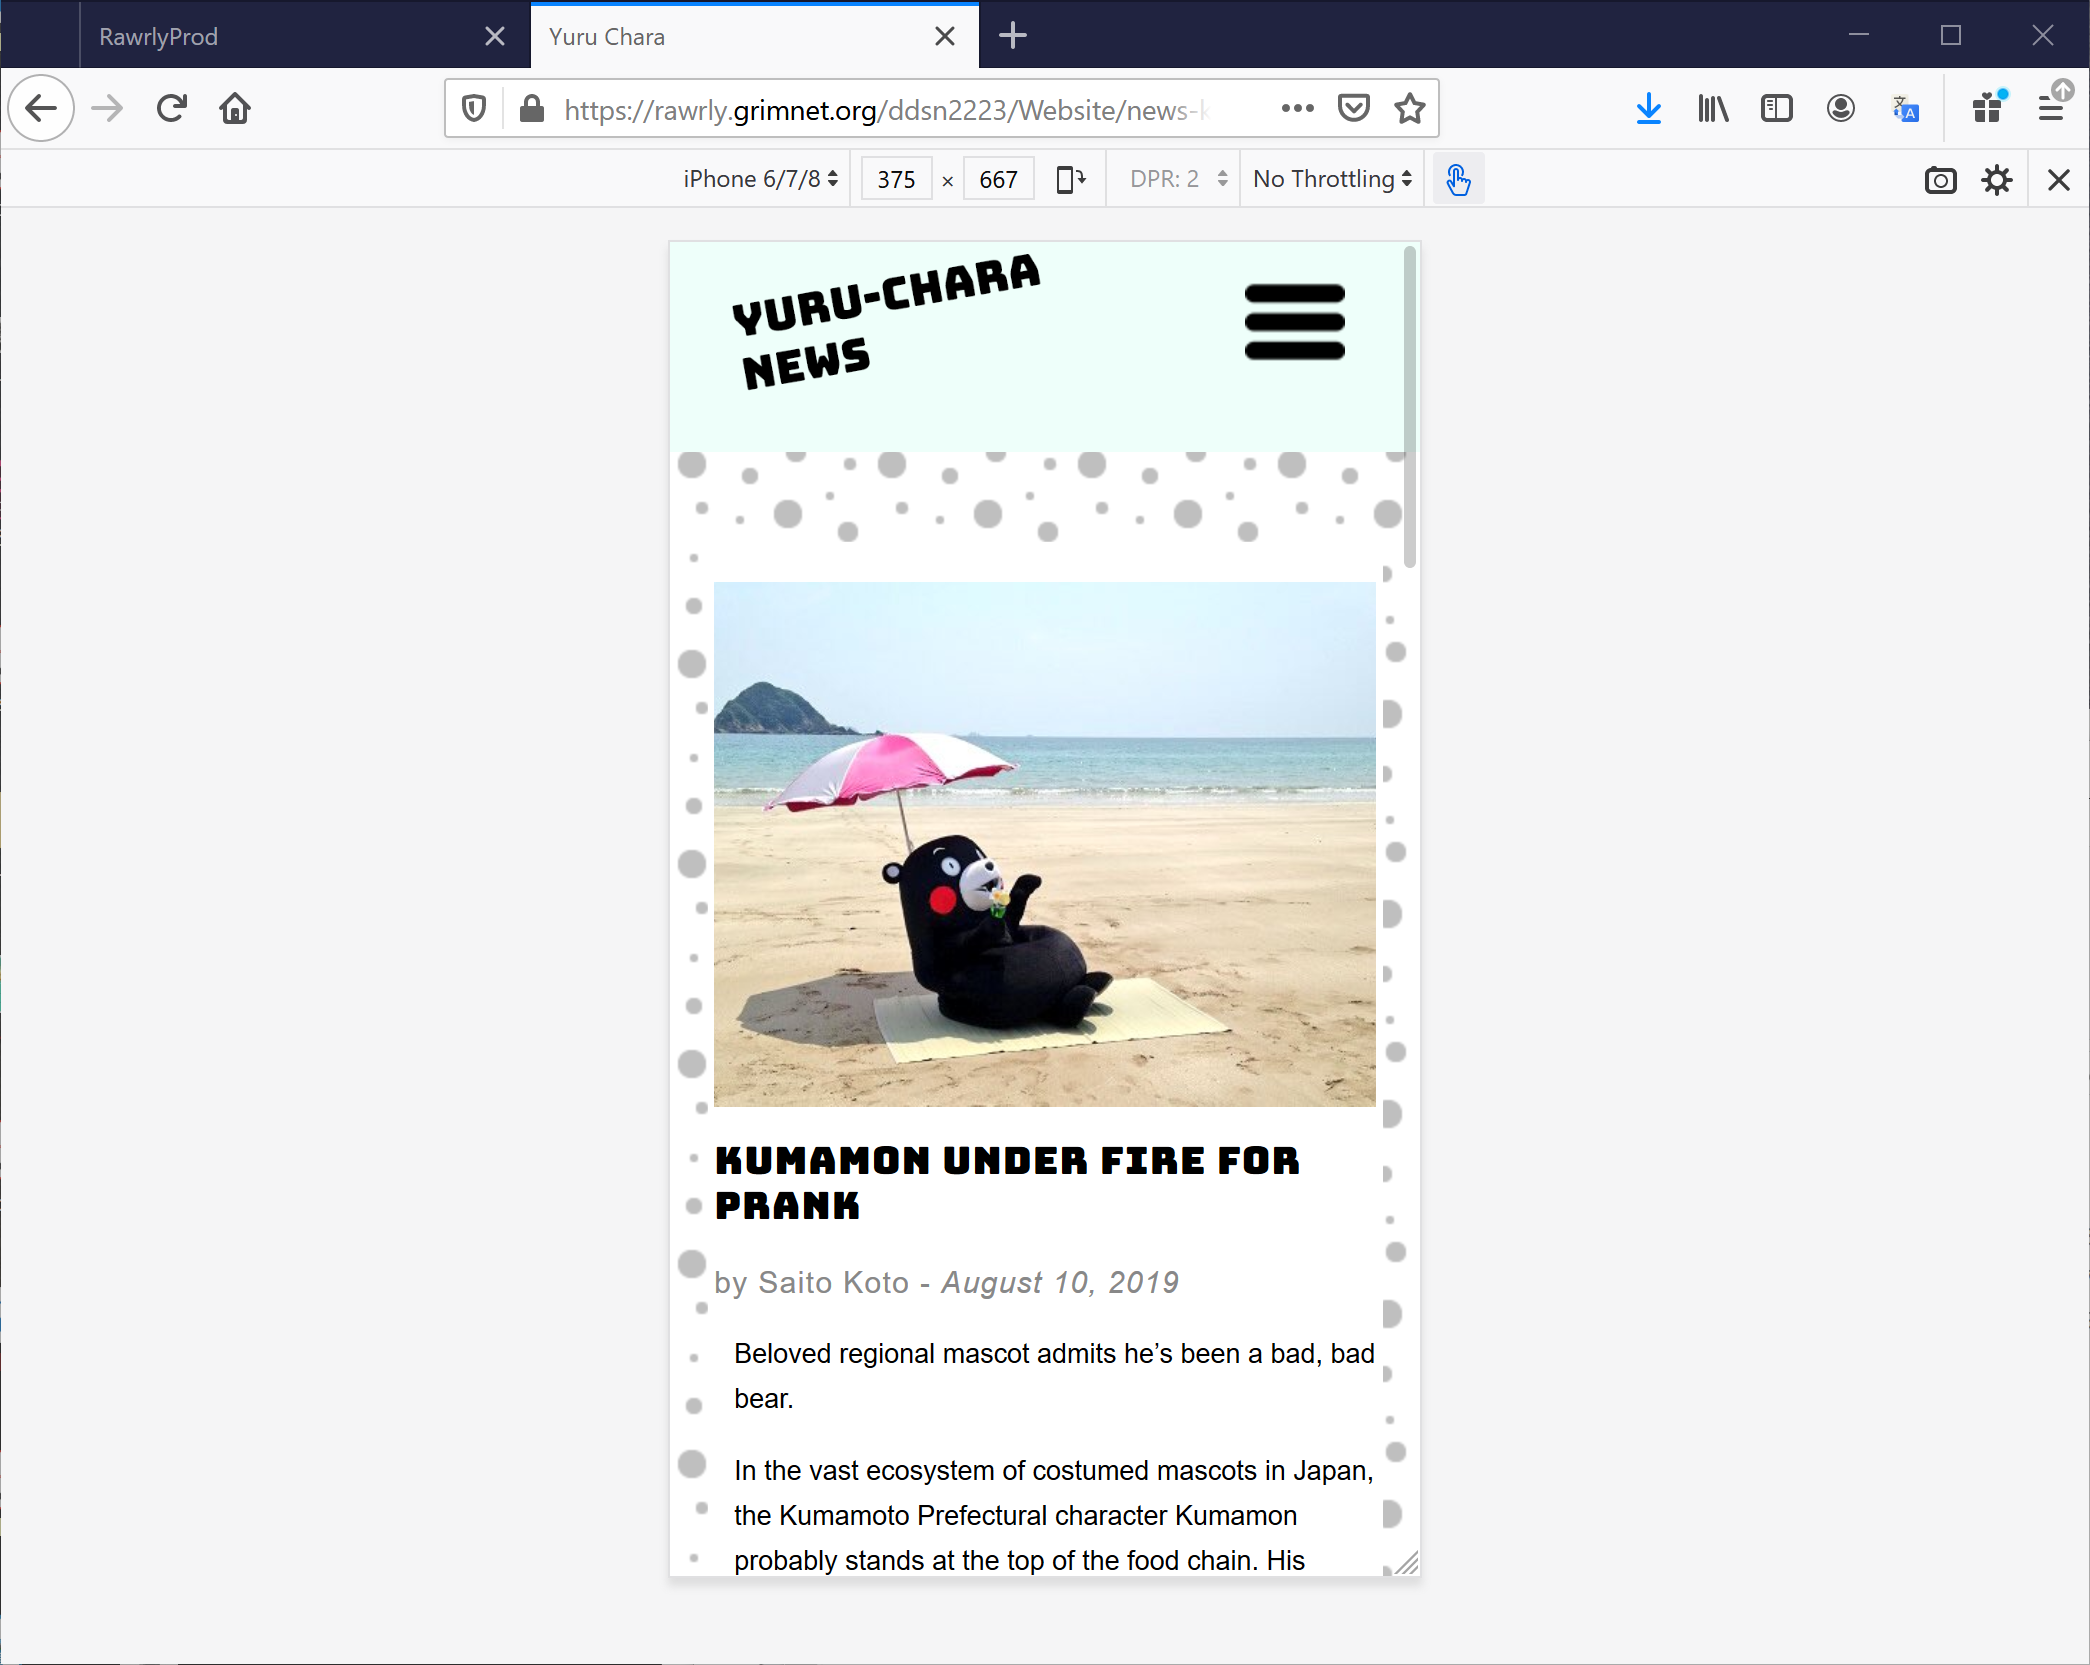 RawrlyProd
Yuru Chara
https://rawrly.grimnet.org/ddsn2223/Website/news-k
iPhone 6/7/8
375 × 667
DPR: 2
No Throttling
YURU-CHARA
NEWS
KUMAMON UNDER FIRE FOR
PRANK
by Saito Koto - August 10, 2019
Beloved regional mascot admits he’s been a bad, bad
bear.
In the vast ecosystem of costumed mascots in Japan,
the Kumamoto Prefectural character Kumamon
probably stands at the top of the food chain. His